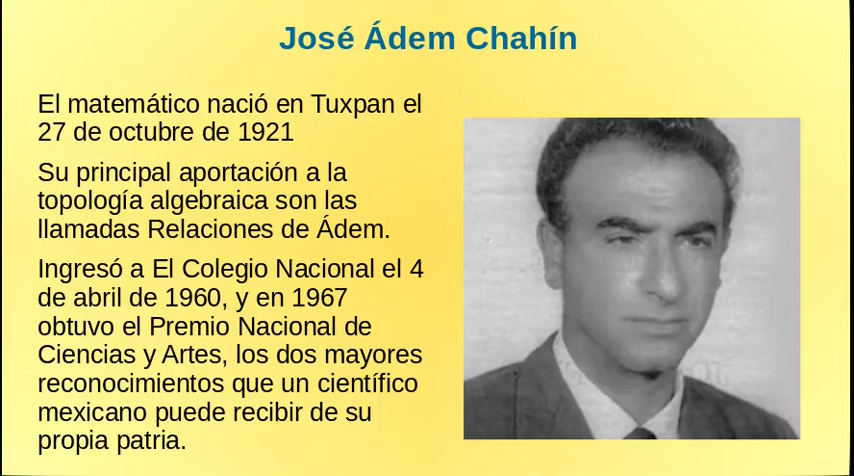 José Ádem Chahín
El matemático nació en Tuxpan el
27 de octubre de 1921
Su principal aportación a la
topología algebraica son las
llamadas Relaciones de Ádem.
Ingresó a El Colegio Nacional el 4
de abril de 1960, y en 1967
obtuvo el Premio Nacional de
Ciencias y Artes, los dos mayores
reconocimientos que un científico
mexicano puede recibir de su
propia patria.